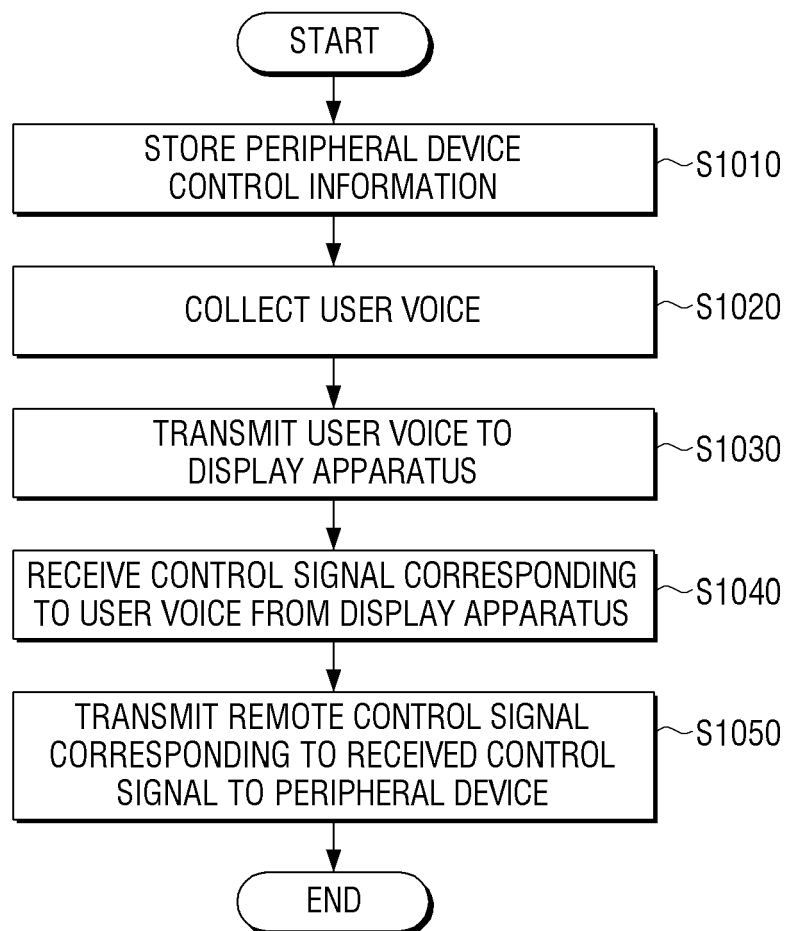 START
STORE PERIPHERAL DEVICE
CONTROL INFORMATION
S1010
COLLECT USER VOICE
S1020
TRANSMIT USER VOICE TO
DISPLAY APPARATUS
S1030
RECEIVE CONTROL SIGNAL CORRESPONDING
TO USER VOICE FROM DISPLAY APPARATUS
S1040
TRANSMIT REMOTE CONTROL SIGNAL
CORRESPONDING TO RECEIVED CONTROL
SIGNAL TO PERIPHERAL DEVICE
S1050
END